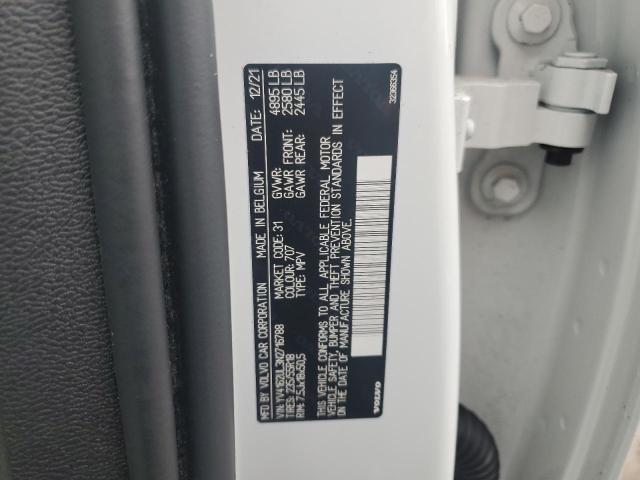 MFD BY VOLVO CAR CORPORATION MADE IN BELGIUM DATE: 12/21
VIN: YV4162UL3N2716788 MARKET CODE: 31 GVWR: 4895 LB
TIRES: 235/55R18 COLOUR: 707 GAWR FRONT: 2580 LB
RIM: 7.5Jx18x50.5 TYPE: MPV GAWR REAR: 2445 LB
THIS VEHICLE CONFORMS TO ALL APPLICABLE FEDERAL MOTOR
VEHICLE SAFETY, BUMPER AND THEFT PREVENTION STANDARDS IN EFFECT
ON THE DATE OF MANUFACTURE SHOWN ABOVE.
VOLVO 32368354